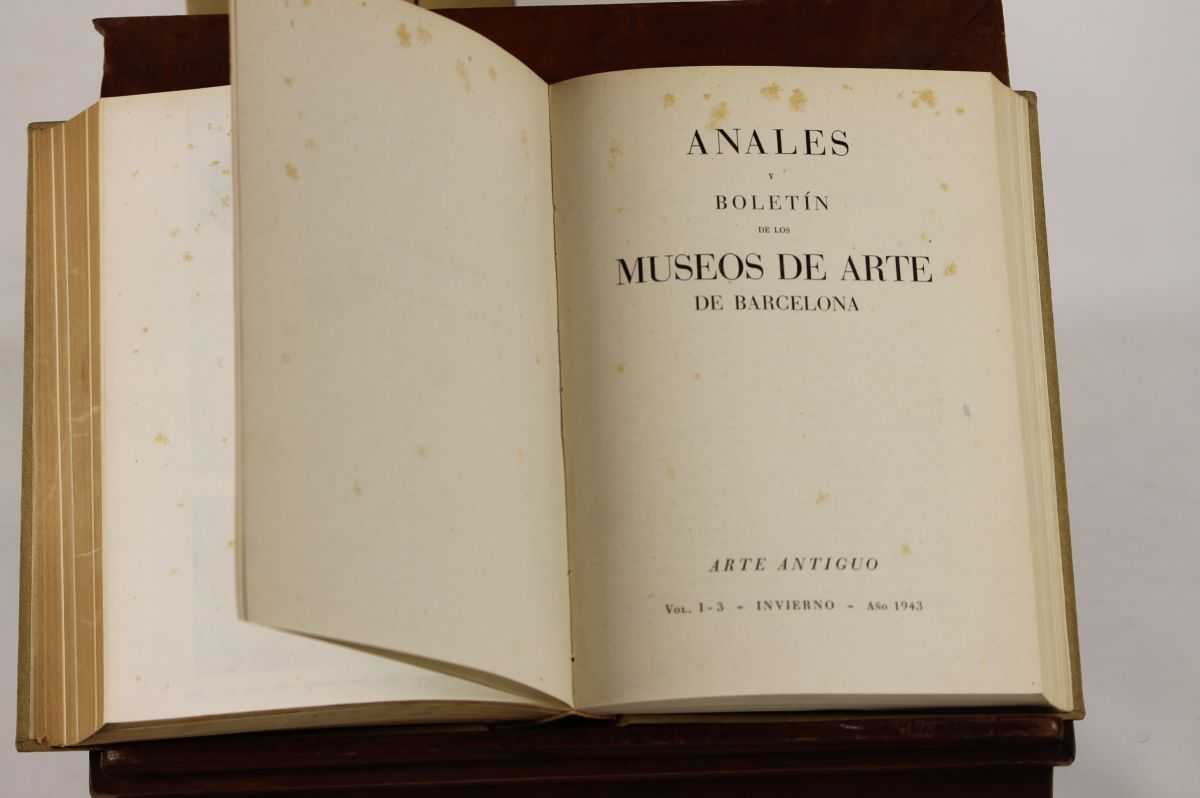 ANALES
Y
BOLETÍN
DE LOS
MUSEOS DE ARTE
DE BARCELONA
ARTE ANTIGUO
Vol. I - 3 - INVIERNO - Año 1943